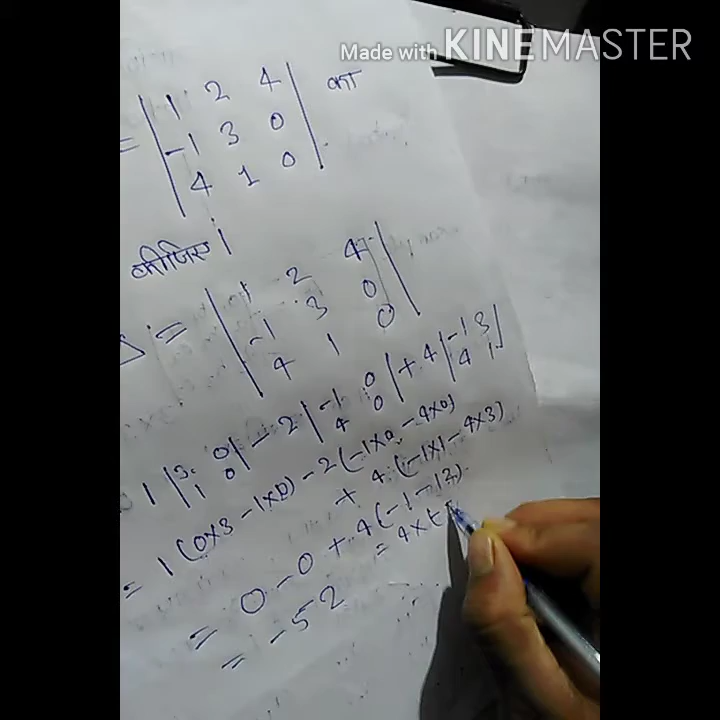 Made with KINEMASTER
= | 1 2 4 | का
| -1 3 0 |
| 4 1 0 | .
कीजिए।
Δ = | 1 2 4 |
| -1 3 0 |
| 4 1 0 |
1 | 3 0 | - 2 | -1 0 | + 4 | -1 3 |
| 1 0 | | 4 0 | | 4 1 |
= 1 (0×3 - 1×0) - 2 (-1×0 - 4×0)
+ 4 (-1×1 - 4×3)
= 0 - 0 + 4 (-1 - 12)
= -52 = 4×(